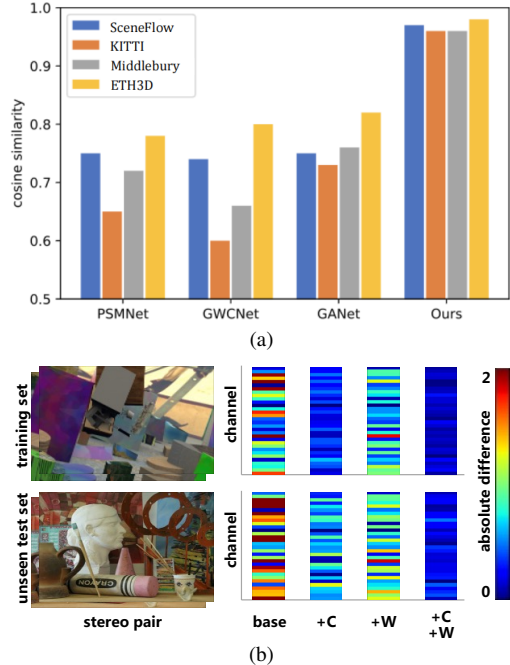 1.0
0.9
0.8
0.7
0.6
0.5
cosine similarity
SceneFlow
KITTI
Middlebury
ETH3D
PSMNet GWCNet GANet Ours
(a)
training set
channel
unseen test set
channel
CRAYON
2
absolute difference
0
stereo pair
base +C +W +C
+W
(b)